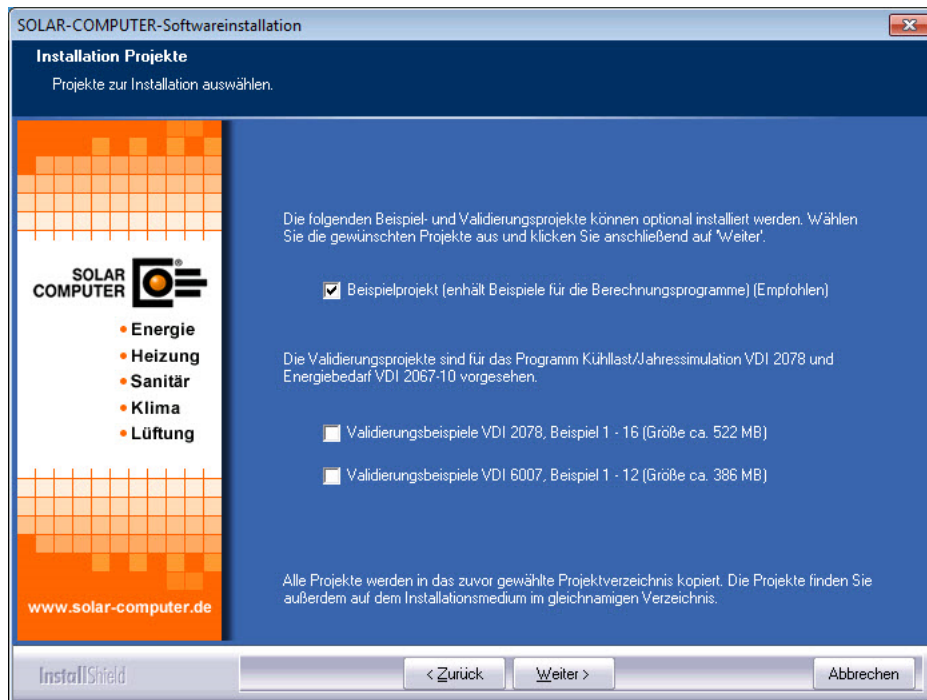 SOLAR-COMPUTER-Softwareinstallation
Installation Projekte
Projekte zur Installation auswählen.
Die folgenden Beispiel- und Validierungsprojekte können optional installiert werden. Wählen
Sie die gewünschten Projekte aus und klicken Sie anschließend auf 'Weiter'.
Beispielprojekt (enhält Beispiele für die Berechnungsprogramme) (Empfohlen)
Die Validierungsprojekte sind für das Programm Kühllast/Jahressimulation VDI 2078 und
Energiebedarf VDI 2067-10 vorgesehen.
Validierungsbeispiele VDI 2078, Beispiel 1 - 16 (Größe ca. 522 MB)
Validierungsbeispiele VDI 6007, Beispiel 1 - 12 (Größe ca. 386 MB)
Alle Projekte werden in das zuvor gewählte Projektverzeichnis kopiert. Die Projekte finden Sie
außerdem auf dem Installationsmedium im gleichnamigen Verzeichnis.
SOLAR
COMPUTER
®
• Energie
• Heizung
• Sanitär
• Klima
• Lüftung
www.solar-computer.de
InstallShield
< Zurück
Weiter >
Abbrechen